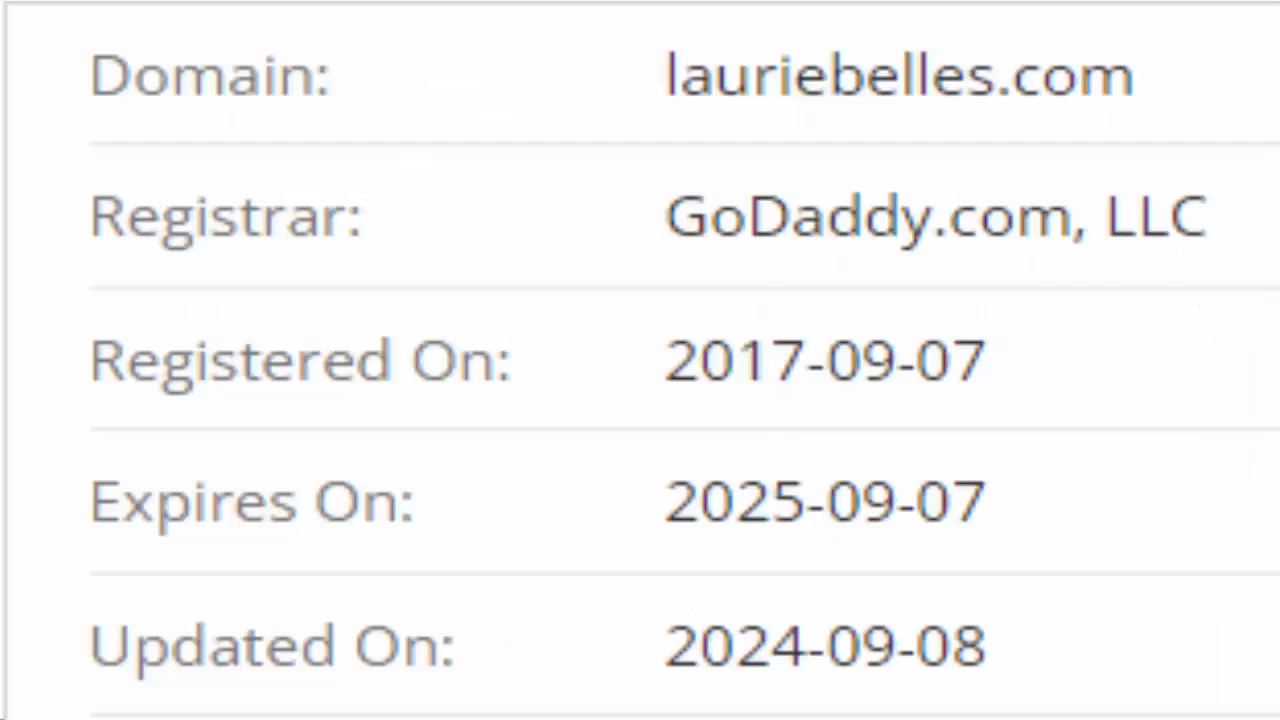 Domain: lauriebelles.com
Registrar: GoDaddy.com, LLC
Registered On: 2017-09-07
Expires On: 2025-09-07
Updated On: 2024-09-08